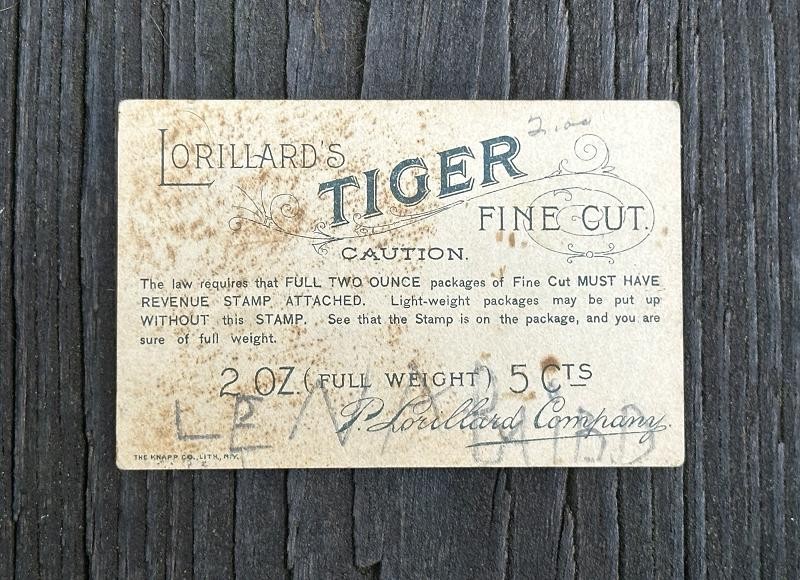 2.00
LORILLARD'S
TIGER
FINE CUT.
CAUTION.
The law requires that FULL TWO OUNCE packages of Fine Cut MUST HAVE
REVENUE STAMP ATTACHED. Light-weight packages may be put up
WITHOUT this STAMP. See that the Stamp is on the package, and you are
sure of full weight.
2 OZ. (FULL WEIGHT) 5 CTS
P. Lorillard Company.
THE KNAPP CO., LITH., N.Y.